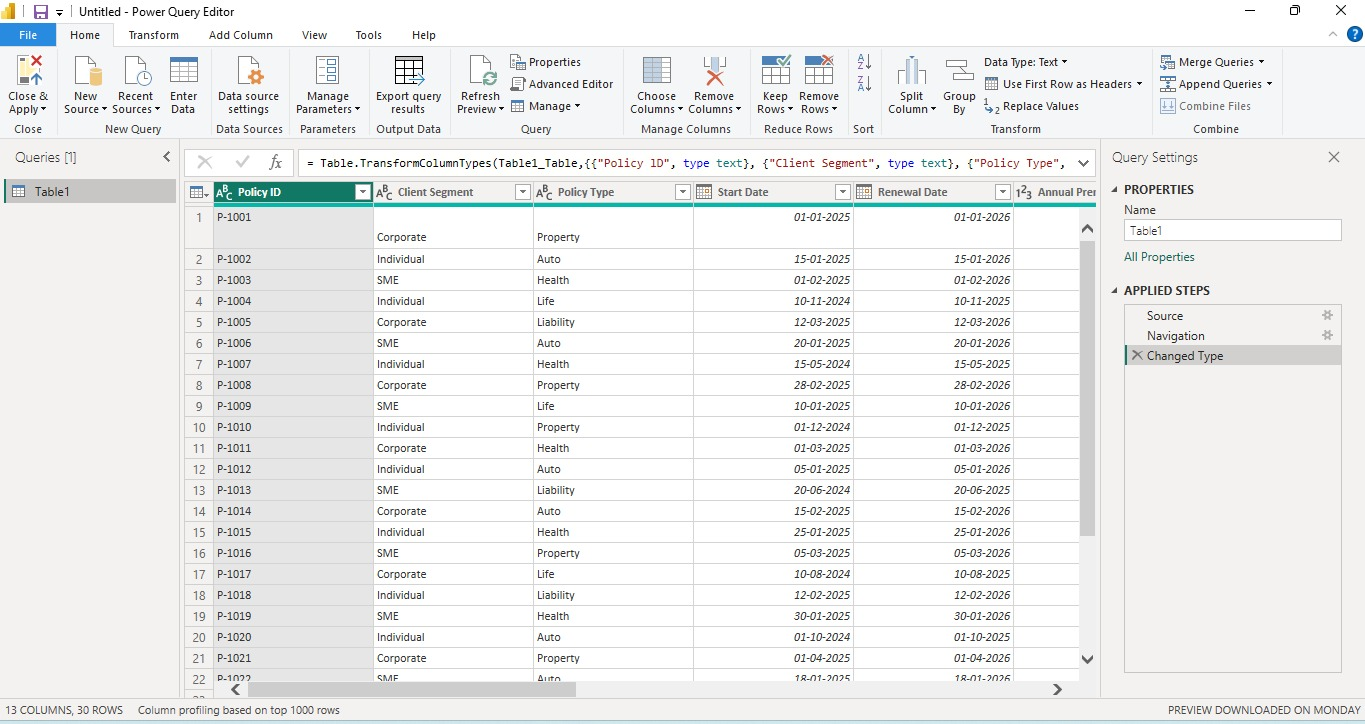 Untitled - Power Query Editor
File Home Transform Add Column View Tools Help
Close & Apply
New Source
Recent Sources
Enter Data
Data source settings
Manage Parameters
Export query results
Refresh Preview
Properties
Advanced Editor
Manage
Choose Columns
Remove Columns
Keep Rows
Remove Rows
Split Column
Group By
Data Type: Text
Use First Row as Headers
Replace Values
Merge Queries
Append Queries
Combine Files
Close New Query Data Sources Parameters Output Data Query Manage Columns Reduce Rows Sort Transform Combine
Queries [1]
Table1
fx
= Table.TransformColumnTypes(Table1_Table,{{"Policy ID", type text}, {"Client Segment", type text}, {"Policy Type",
Policy ID Client Segment Policy Type Start Date Renewal Date Annual Prer
1 P-1001 Corporate Property 01-01-2025 01-01-2026
2 P-1002 Individual Auto 15-01-2025 15-01-2026
3 P-1003 SME Health 01-02-2025 01-02-2026
4 P-1004 Individual Life 10-11-2024 10-11-2025
5 P-1005 Corporate Liability 12-03-2025 12-03-2026
6 P-1006 SME Auto 20-01-2025 20-01-2026
7 P-1007 Individual Health 15-05-2024 15-05-2025
8 P-1008 Corporate Property 28-02-2025 28-02-2026
9 P-1009 SME Life 10-01-2025 10-01-2026
10 P-1010 Individual Property 01-12-2024 01-12-2025
11 P-1011 Corporate Health 01-03-2025 01-03-2026
12 P-1012 Individual Auto 05-01-2025 05-01-2026
13 P-1013 SME Liability 20-06-2024 20-06-2025
14 P-1014 Corporate Auto 15-02-2025 15-02-2026
15 P-1015 Individual Health 25-01-2025 25-01-2026
16 P-1016 SME Property 05-03-2025 05-03-2026
17 P-1017 Corporate Life 10-08-2024 10-08-2025
18 P-1018 Individual Liability 12-02-2025 12-02-2026
19 P-1019 SME Health 30-01-2025 30-01-2026
20 P-1020 Individual Auto 01-10-2024 01-10-2025
21 P-1021 Corporate Property 01-04-2025 01-04-2026
22 P-1022 SME Auto 18-01-2025 18-01-2026
Query Settings
PROPERTIES
Name
Table1
All Properties
APPLIED STEPS
Source
Navigation
Changed Type
13 COLUMNS, 30 ROWS Column profiling based on top 1000 rows
PREVIEW DOWNLOADED ON MONDAY